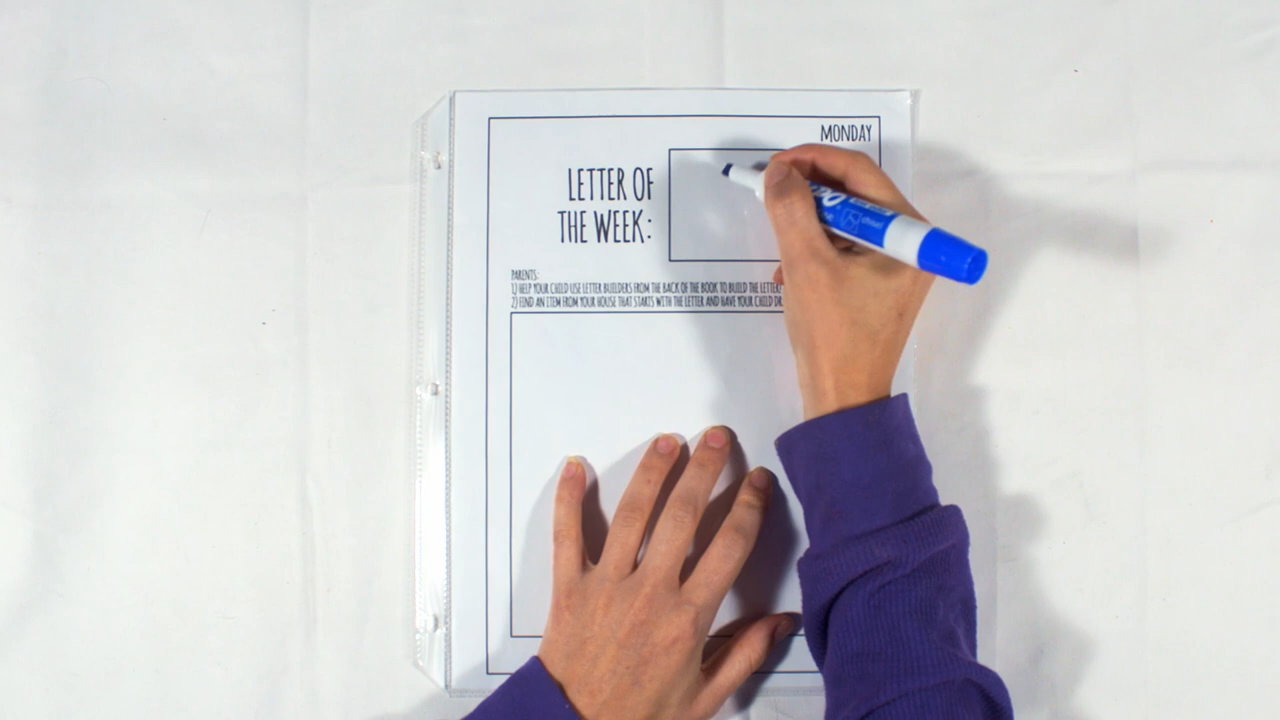 MONDAY
LETTER OF
THE WEEK:
PARENTS:
1) HELP YOUR CHILD USE LETTER BUILDERS FROM THE BACK OF THE BOOK TO BUILD THE LETTER
2) FIND AN ITEM FROM YOUR HOUSE THAT STARTS WITH THE LETTER AND HAVE YOUR CHILD